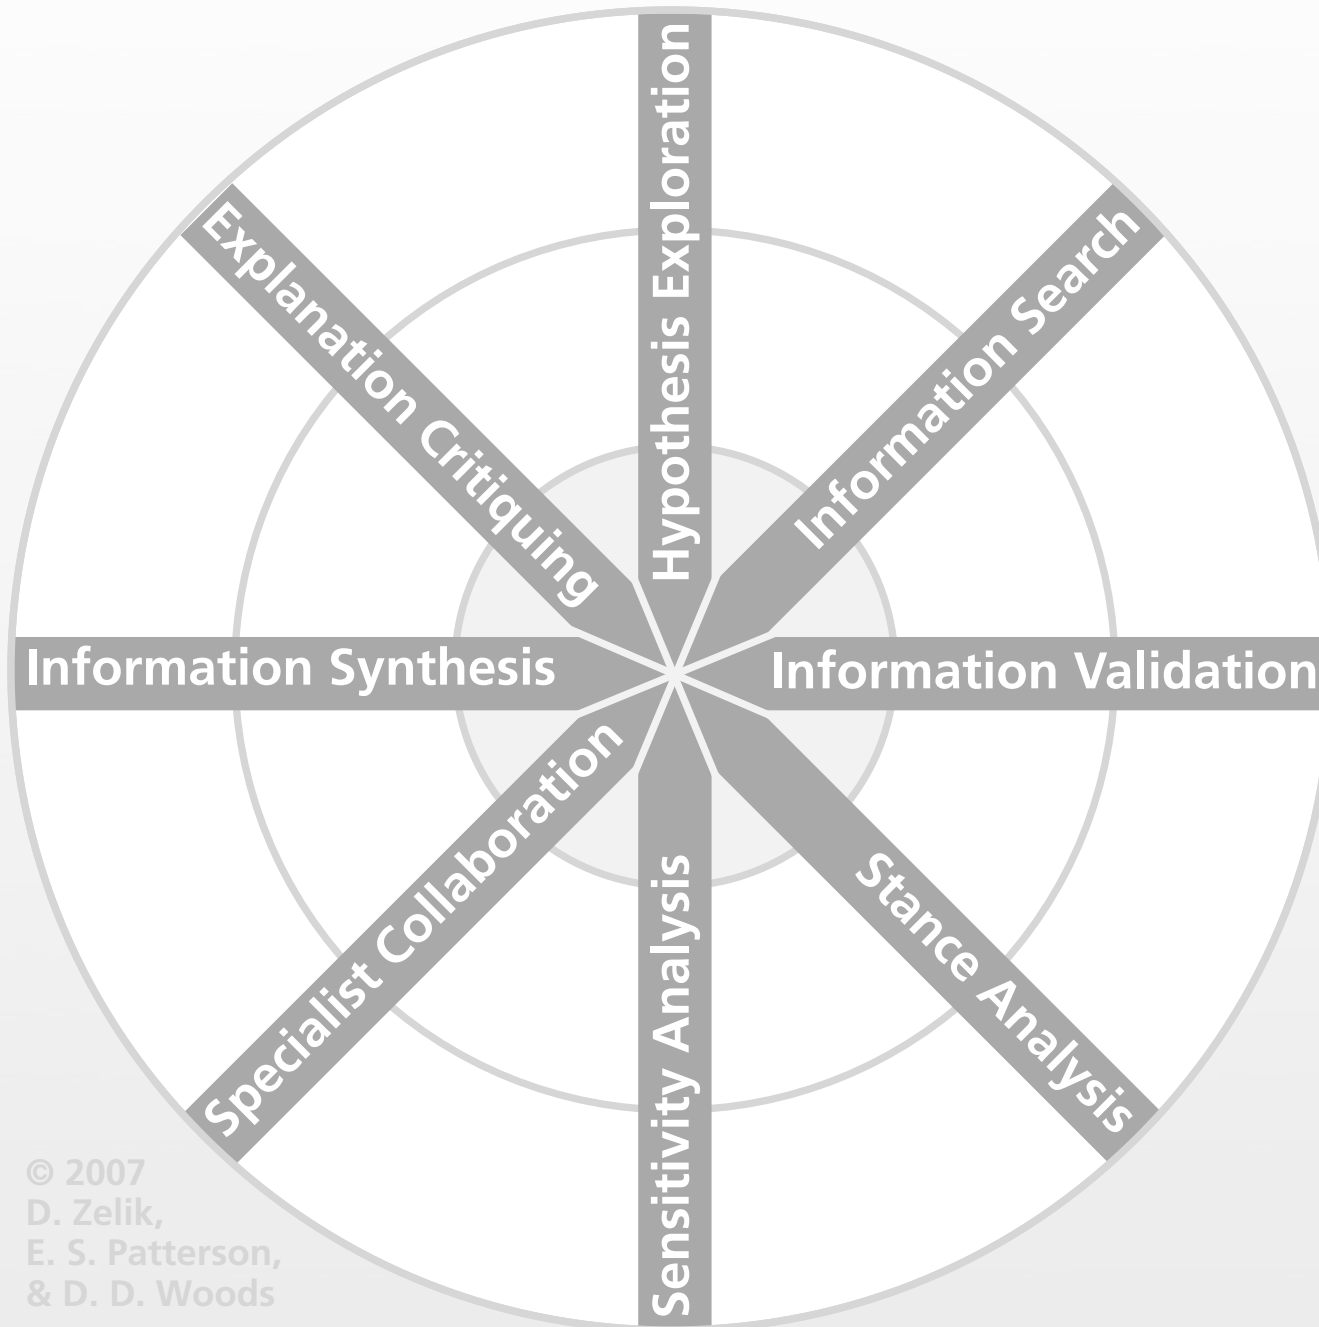 Hypothesis Exploration
Information Search
Information Validation
Stance Analysis
Sensitivity Analysis
Specialist Collaboration
Information Synthesis
Explanation Critiquing
© 2007
D. Zelik,
E. S. Patterson,
& D. D. Woods